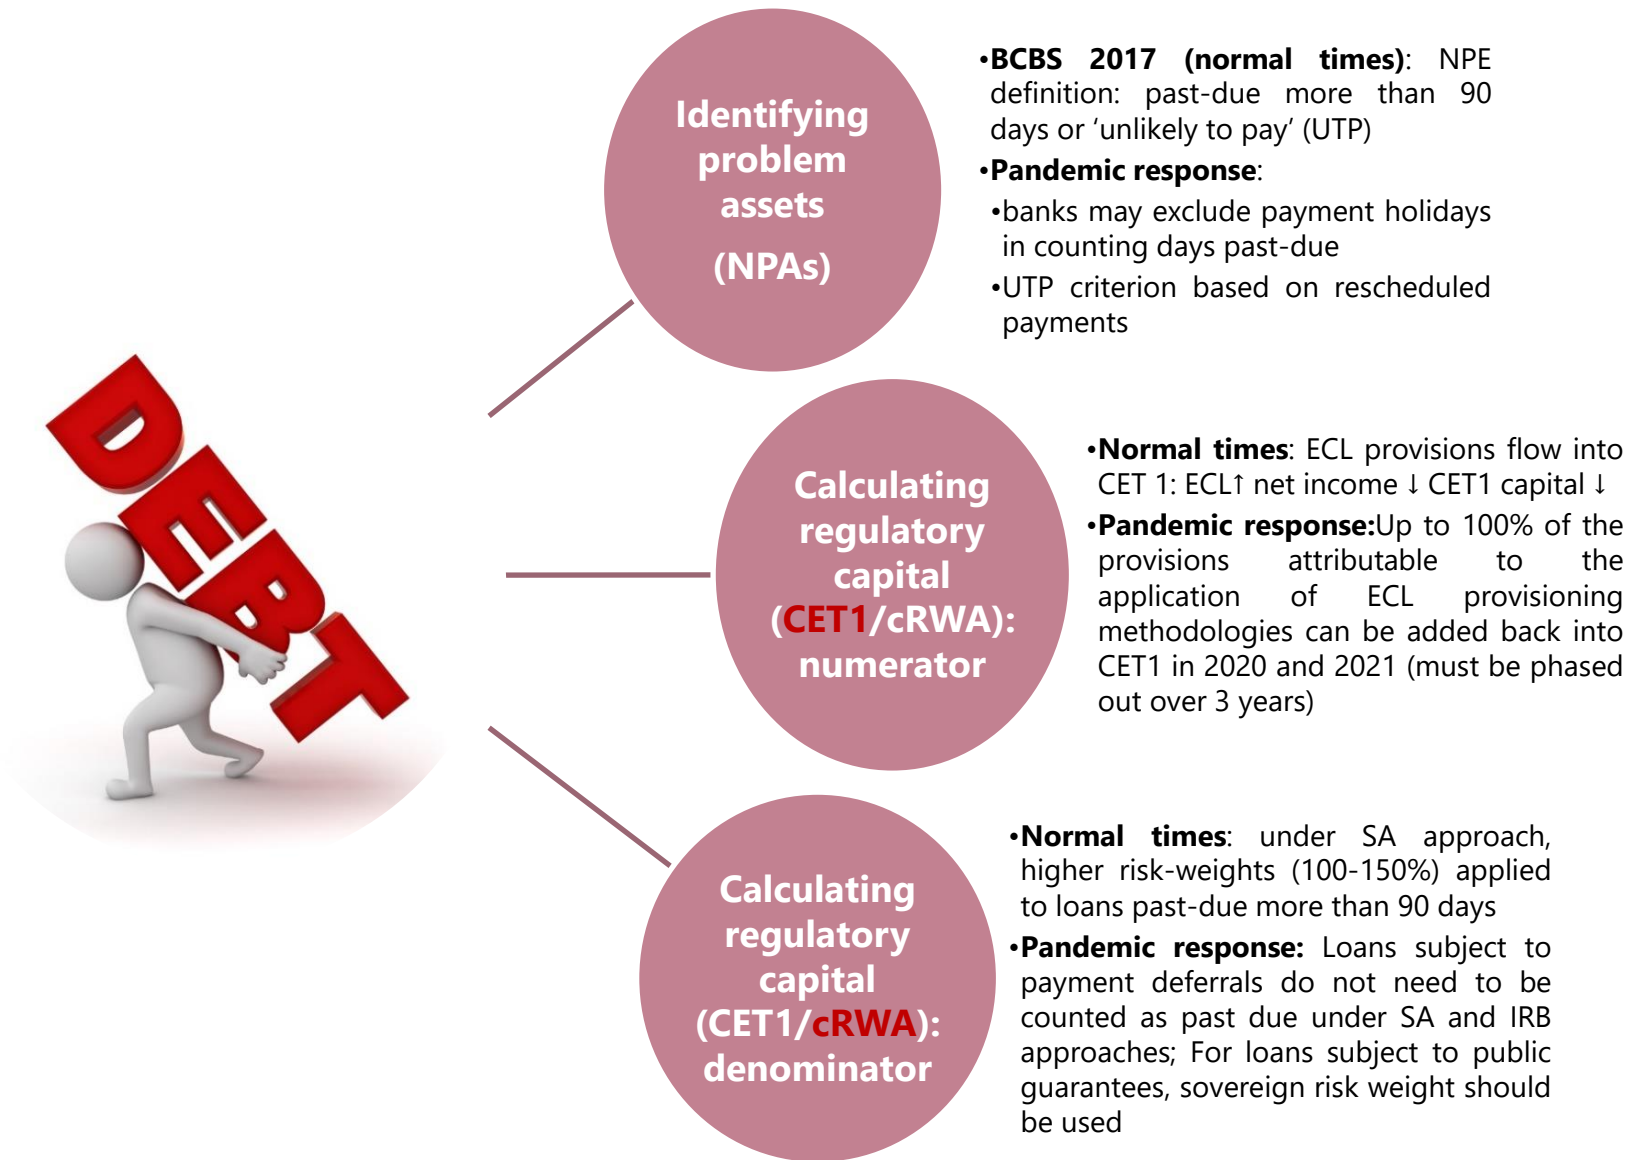 DEBT
Identifying
problem
assets
(NPAs)
•BCBS 2017 (normal times): NPE
definition: past-due more than 90
days or ‘unlikely to pay’ (UTP)
•Pandemic response:
•banks may exclude payment holidays
in counting days past-due
•UTP criterion based on rescheduled
payments
Calculating
regulatory
capital
(CET1/cRWA):
numerator
•Normal times: ECL provisions flow into
CET 1: ECL↑ net income ↓ CET1 capital ↓
•Pandemic response:Up to 100% of the
provisions attributable to the
application of ECL provisioning
methodologies can be added back into
CET1 in 2020 and 2021 (must be phased
out over 3 years)
Calculating
regulatory
capital
(CET1/cRWA):
denominator
•Normal times: under SA approach,
higher risk-weights (100-150%) applied
to loans past-due more than 90 days
•Pandemic response: Loans subject to
payment deferrals do not need to be
counted as past due under SA and IRB
approaches; For loans subject to public
guarantees, sovereign risk weight should
be used